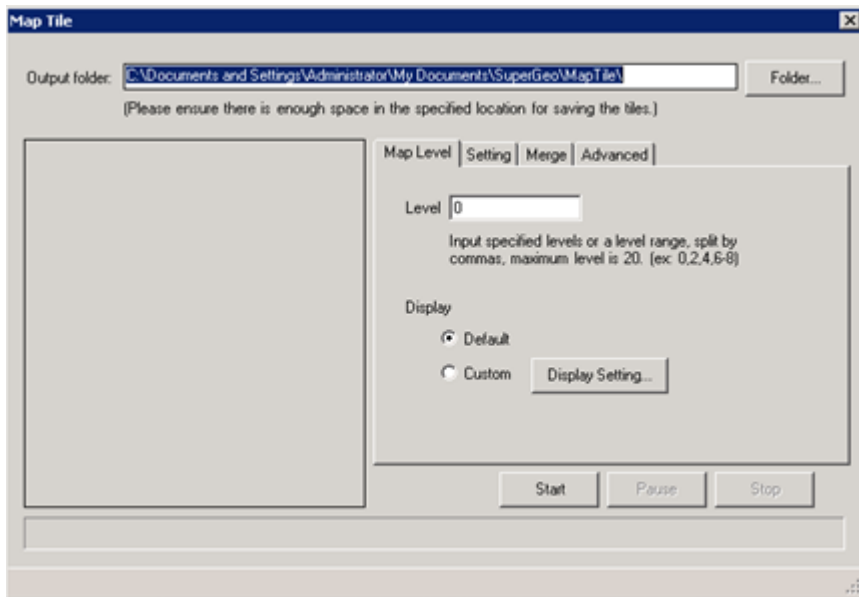 Map Tile
Output folder: C:\Documents and Settings\Administrator\My Documents\SuperGeo\MapTile\ Folder...
(Please ensure there is enough space in the specified location for saving the tiles.)
Map Level Setting Merge Advanced
Level 0
Input specified levels or a level range, split by
commas, maximum level is 20. (ex: 0,2,4,6-8)
Display
Default
Custom Display Setting...
Start Pause Stop